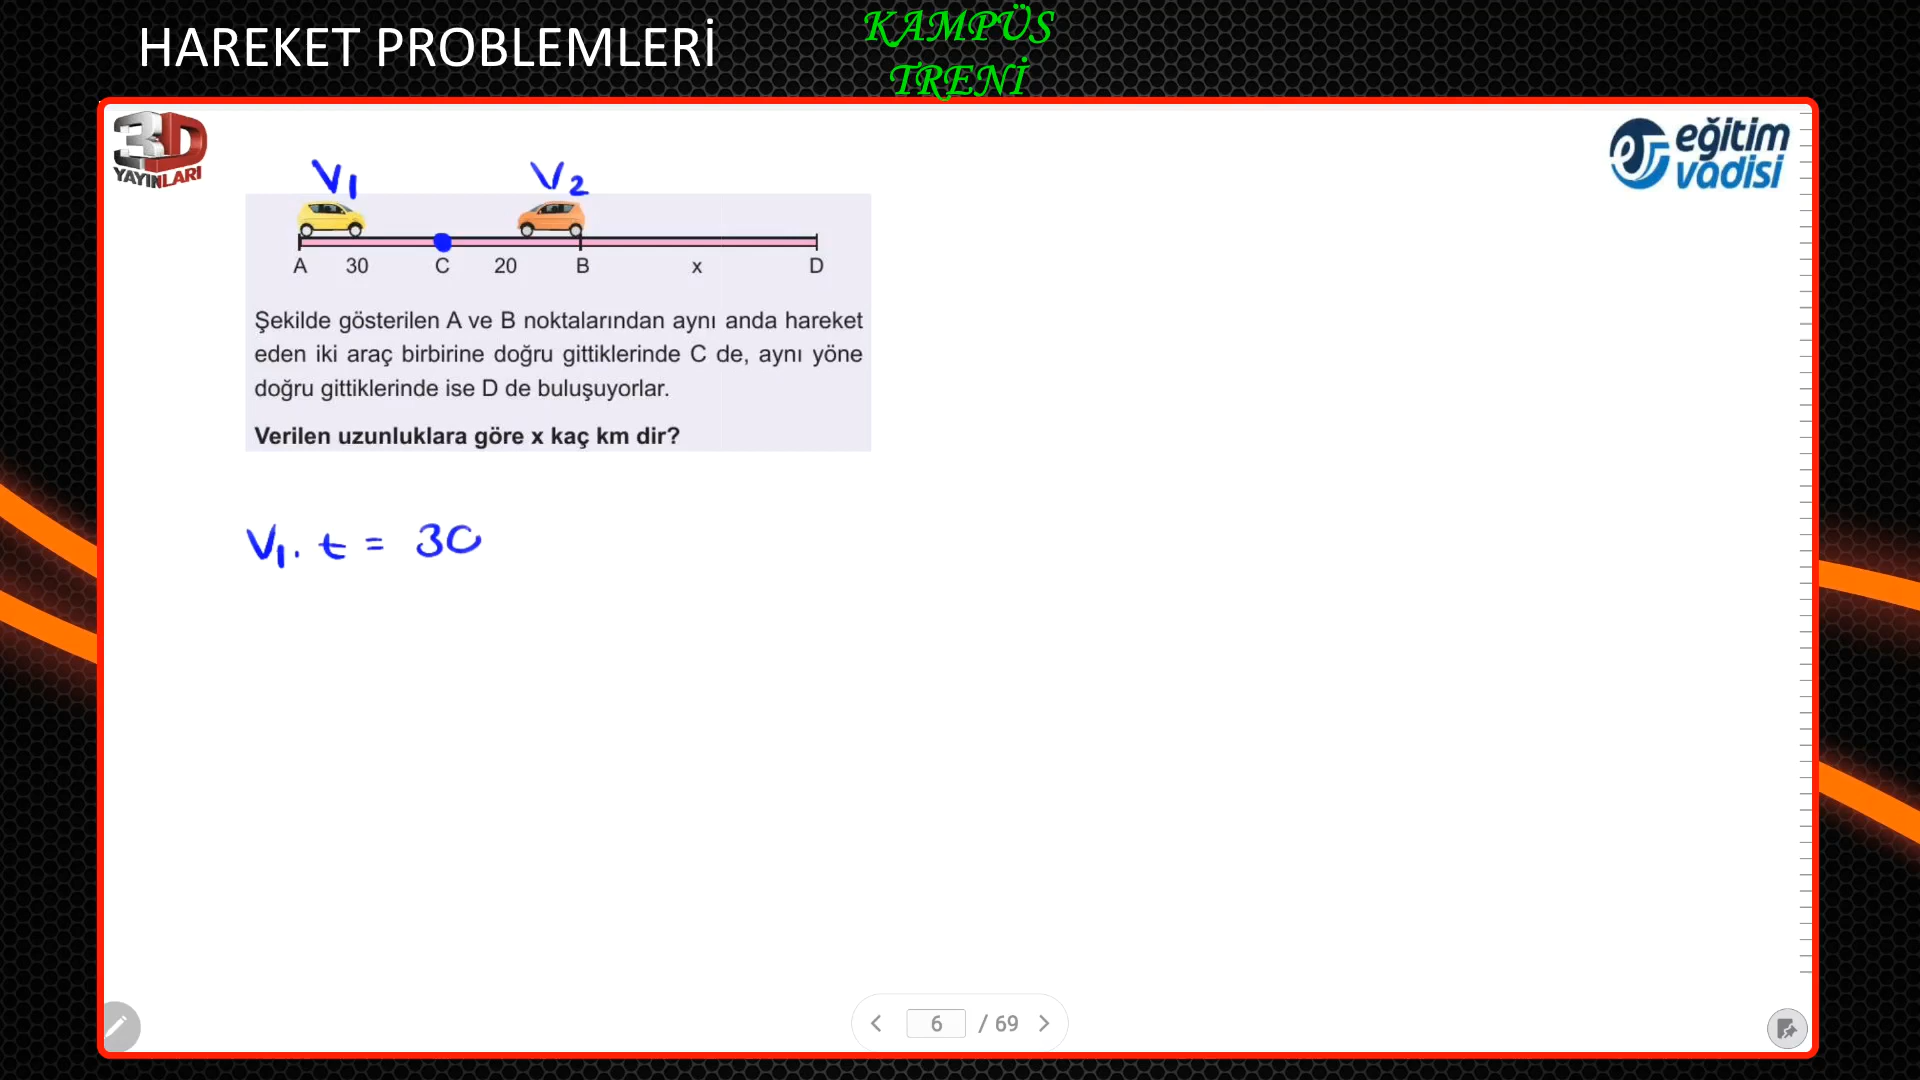 HAREKET PROBLEMLERİ
KAMPÜS
TRENİ
3D
YAYINLARI
eğitim
vadisi
V1 V2
A 30 C 20 B x D
Şekilde gösterilen A ve B noktalarından aynı anda hareket
eden iki araç birbirine doğru gittiklerinde C de, aynı yöne
doğru gittiklerinde ise D de buluşuyorlar.
Verilen uzunluklara göre x kaç km dir?
V1. t = 30
6 / 69